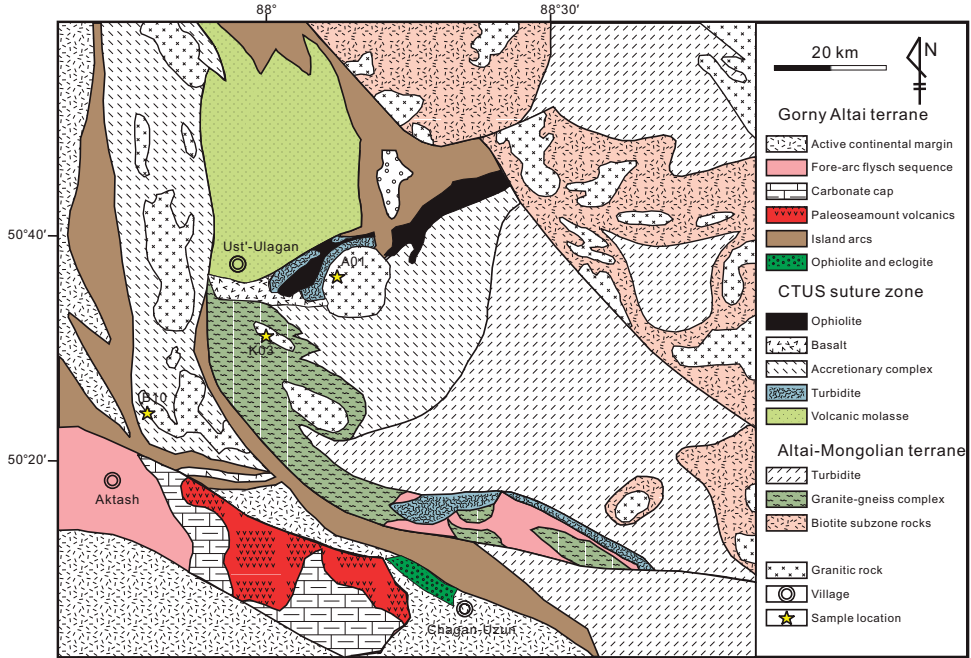 88° 88°30′
20 km
N
Gorny Altai terrane
Active continental margin
Fore-arc flysch sequence
Carbonate cap
Paleoseamount volcanics
Island arcs
Ophiolite and eclogite
CTUS suture zone
Ophiolite
Basalt
Accretionary complex
Turbidite
Volcanic molasse
Altai-Mongolian terrane
Turbidite
Granite-gneiss complex
Biotite subzone rocks
Granitic rock
Village
Sample location
50°40′
Ust'-Ulagan
A01
K03
B10
50°20′
Aktash
Chagan-Uzun